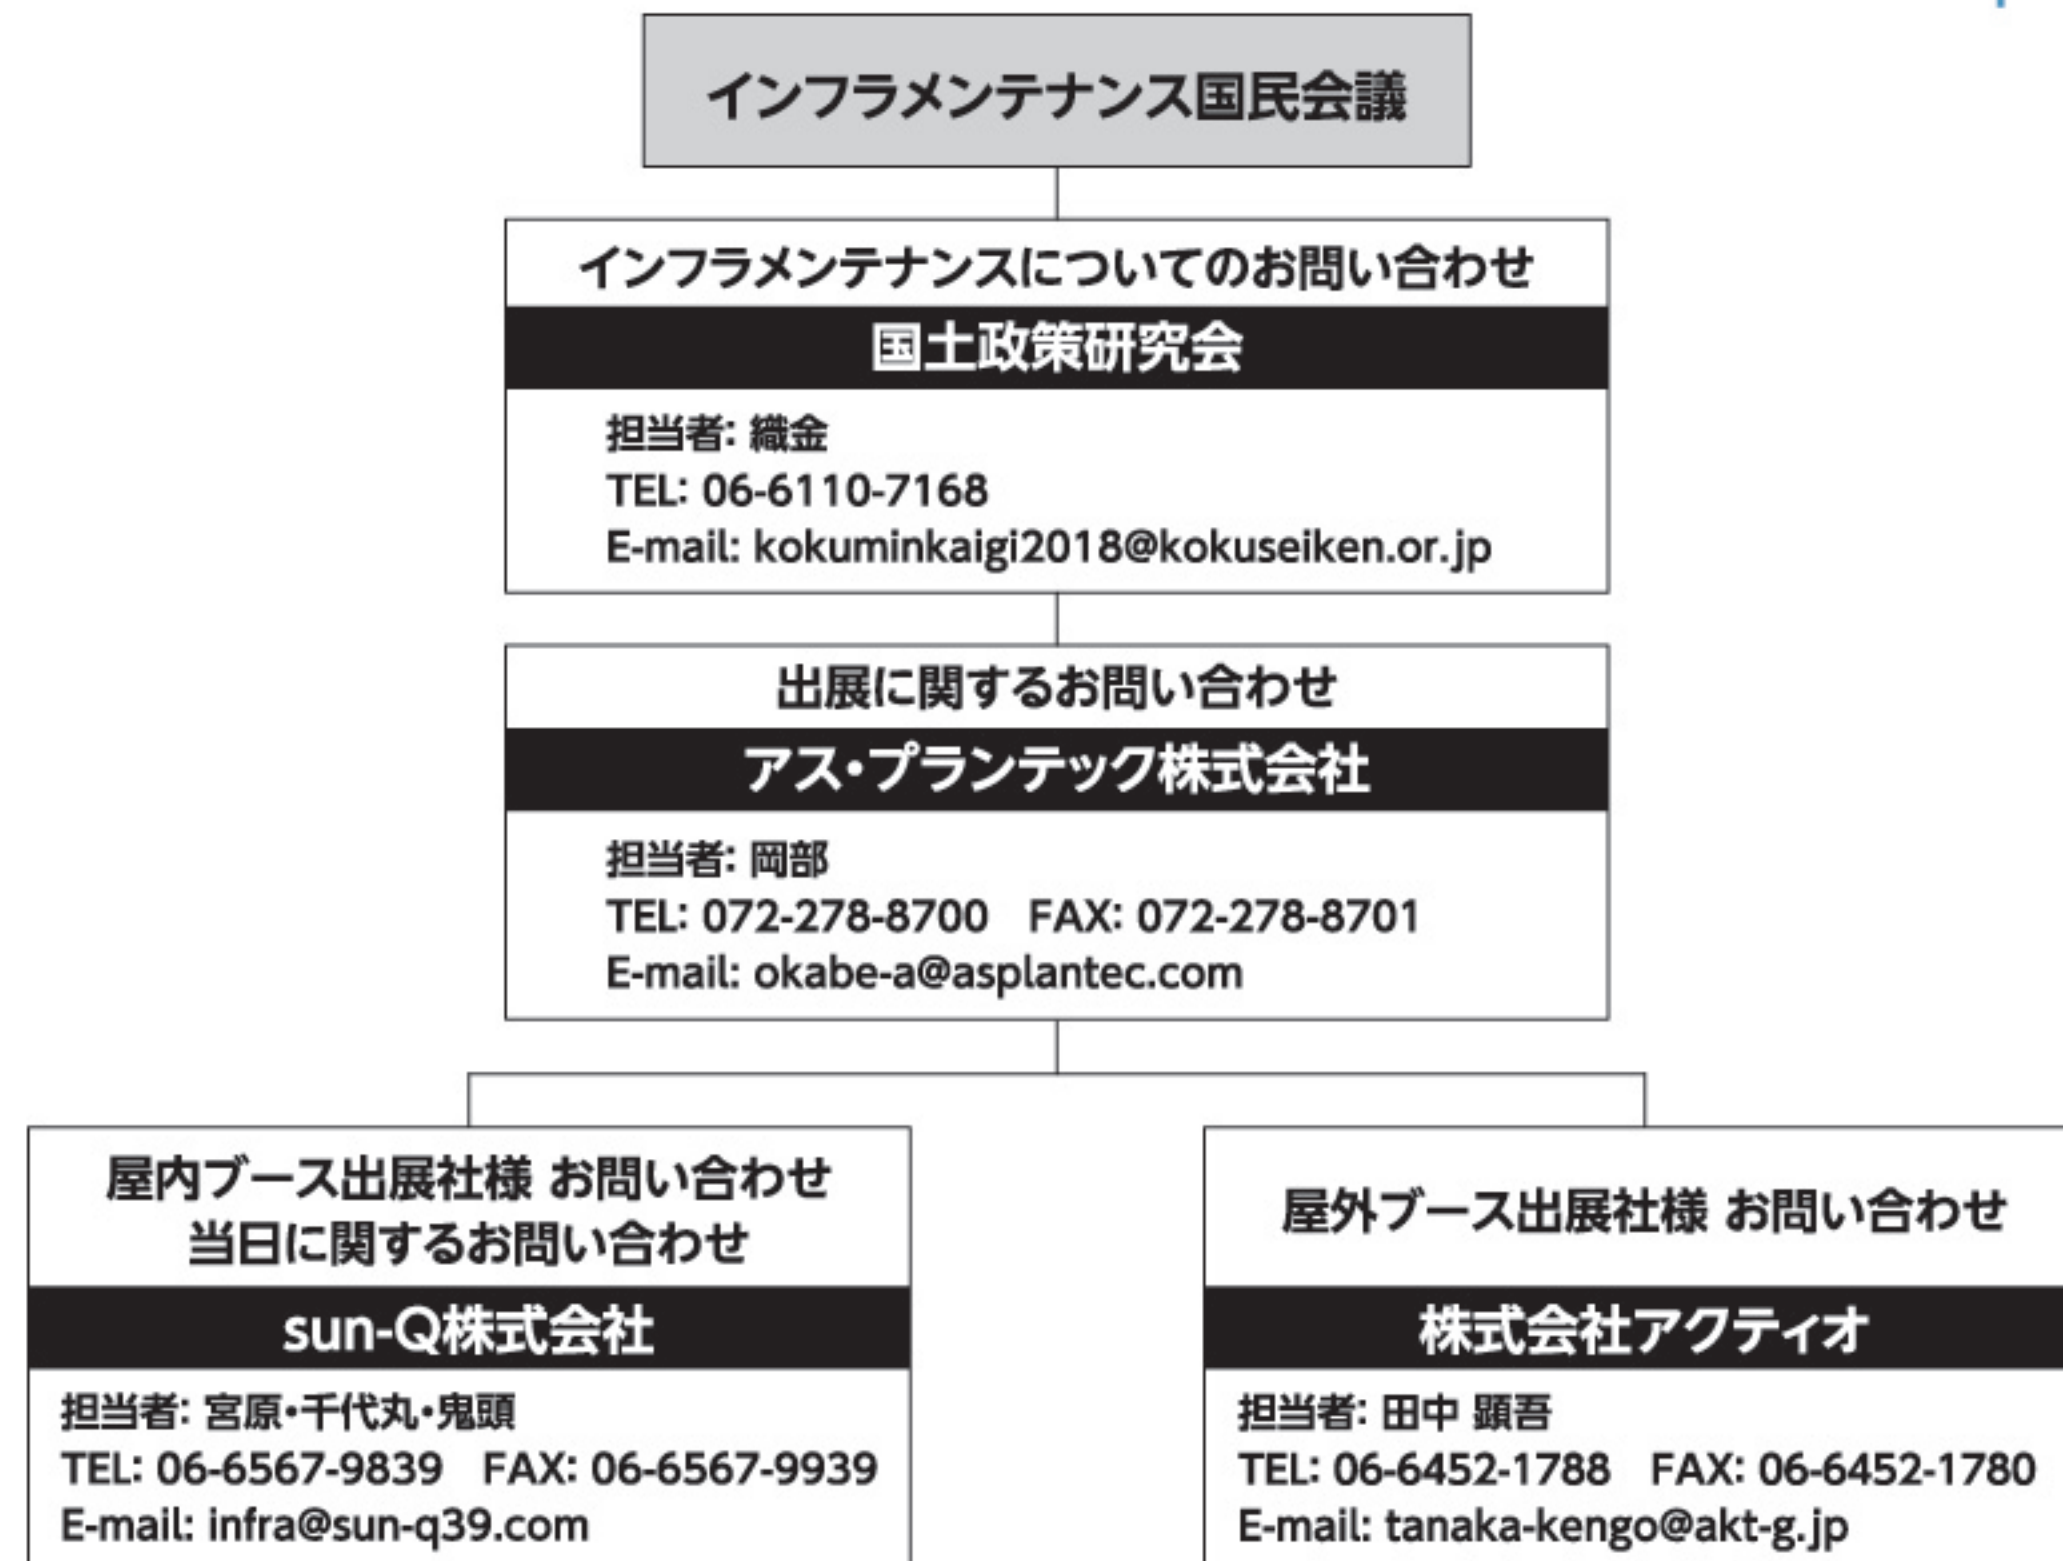 インフラメンテナンス国民会議
インフラメンテナンスについてのお問い合わせ
国土政策研究会
担当者: 織金
TEL: 06-6110-7168
E-mail: kokuminkaigi2018@kokuseiken.or.jp
出展に関するお問い合わせ
アス・プランテック株式会社
担当者: 岡部
TEL: 072-278-8700　FAX: 072-278-8701
E-mail: okabe-a@asplantec.com
屋内ブース出展社様 お問い合わせ
当日に関するお問い合わせ
sun-Q株式会社
担当者: 宮原・千代丸・鬼頭
TEL: 06-6567-9839　FAX: 06-6567-9939
E-mail: infra@sun-q39.com
屋外ブース出展社様 お問い合わせ
株式会社アクティオ
担当者: 田中 顕吾
TEL: 06-6452-1788　FAX: 06-6452-1780
E-mail: tanaka-kengo@akt-g.jp